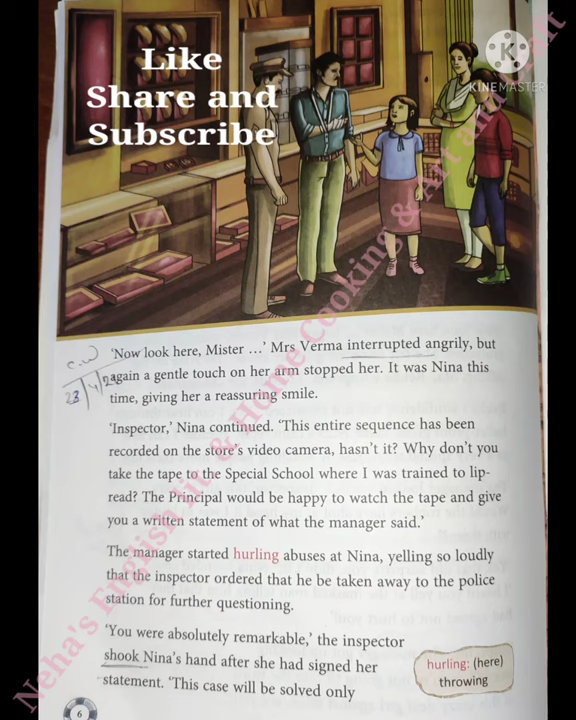 Like
Share and
Subscribe
KINEMASTER
Neha's English lit. & Home Cooking & Art and Craft
c.w
23/4/2
'Now look here, Mister …' Mrs Verma interrupted angrily, but
again a gentle touch on her arm stopped her. It was Nina this
time, giving her a reassuring smile.
'Inspector,' Nina continued. 'This entire sequence has been
recorded on the store's video camera, hasn't it? Why don't you
take the tape to the Special School where I was trained to lip-
read? The Principal would be happy to watch the tape and give
you a written statement of what the manager said.'
The manager started hurling abuses at Nina, yelling so loudly
that the inspector ordered that he be taken away to the police
station for further questioning.
'You were absolutely remarkable,' the inspector
shook Nina's hand after she had signed her
statement. 'This case will be solved only
hurling: (here)
throwing
6